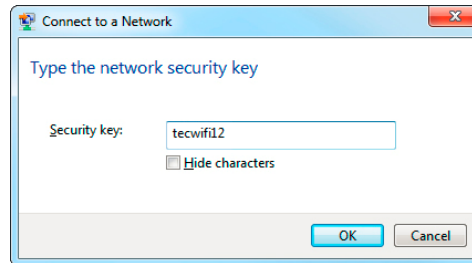 Connect to a Network
Type the network security key
Security key:
tecwifi12
Hide characters
OK
Cancel